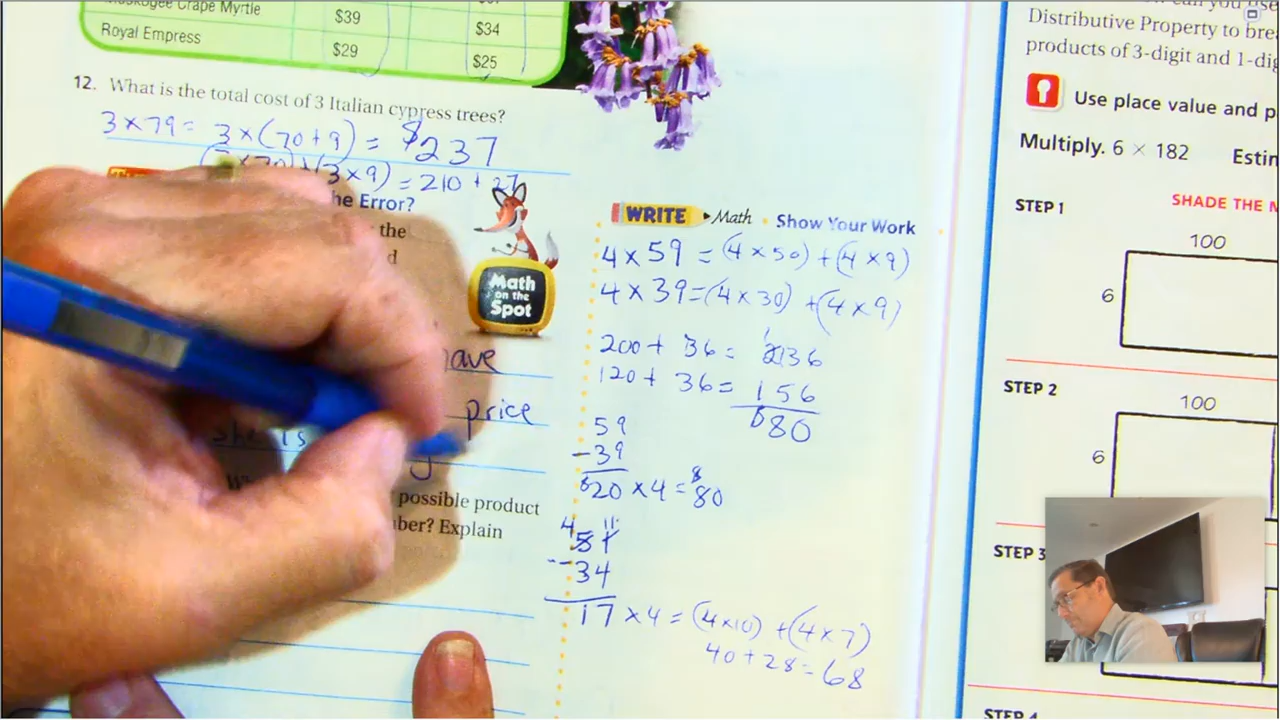 Muskogee Crape Myrtle $39 $34
Royal Empress $29 $25
12. What is the total cost of 3 Italian cypress trees?
3×79= 3×(70+9) = $237
(3×9) = 210 + 27
he Error?
the
Math
on the
Spot
ave
price
she is
possible product
ber? Explain
WRITE Math • Show Your Work
4×59 = (4×50)+(4×9)
4×39=(4×30) +(4×9)
200+ 36= 236
120+ 36= 156
$80
59
-39
$20 ×4=$80
4 11
51
-34
17 ×4= (4×10) +(4×7)
40+28=68
Distributive Property to bre
products of 3-digit and 1-dig
Use place value and p
Multiply. 6 × 182 Estin
STEP 1
SHADE THE M
100
6
STEP 2
100
6
STEP 3
STEP 4